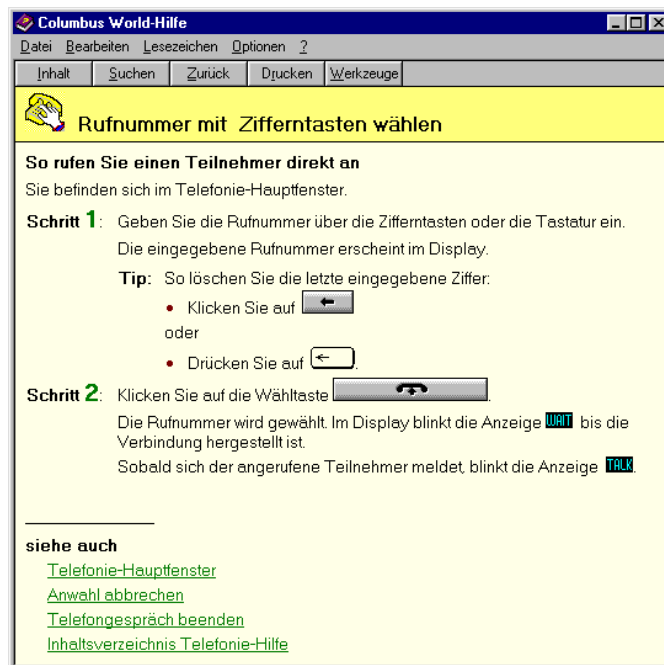 Columbus World-Hilfe
Datei Bearbeiten Lesezeichen Optionen ?
Inhalt Suchen Zurück Drucken Werkzeuge
Rufnummer mit Zifferntasten wählen
So rufen Sie einen Teilnehmer direkt an
Sie befinden sich im Telefonie-Hauptfenster.
Schritt 1: Geben Sie die Rufnummer über die Zifferntasten oder die Tastatur ein.
Die eingegebene Rufnummer erscheint im Display.
Tip: So löschen Sie die letzte eingegebene Ziffer:
• Klicken Sie auf ←
oder
• Drücken Sie auf ←.
Schritt 2: Klicken Sie auf die Wähltaste .
Die Rufnummer wird gewählt. Im Display blinkt die Anzeige WAIT bis die
Verbindung hergestellt ist.
Sobald sich der angerufene Teilnehmer meldet, blinkt die Anzeige TALK.
siehe auch
Telefonie-Hauptfenster
Anwahl abbrechen
Telefongespräch beenden
Inhaltsverzeichnis Telefonie-Hilfe